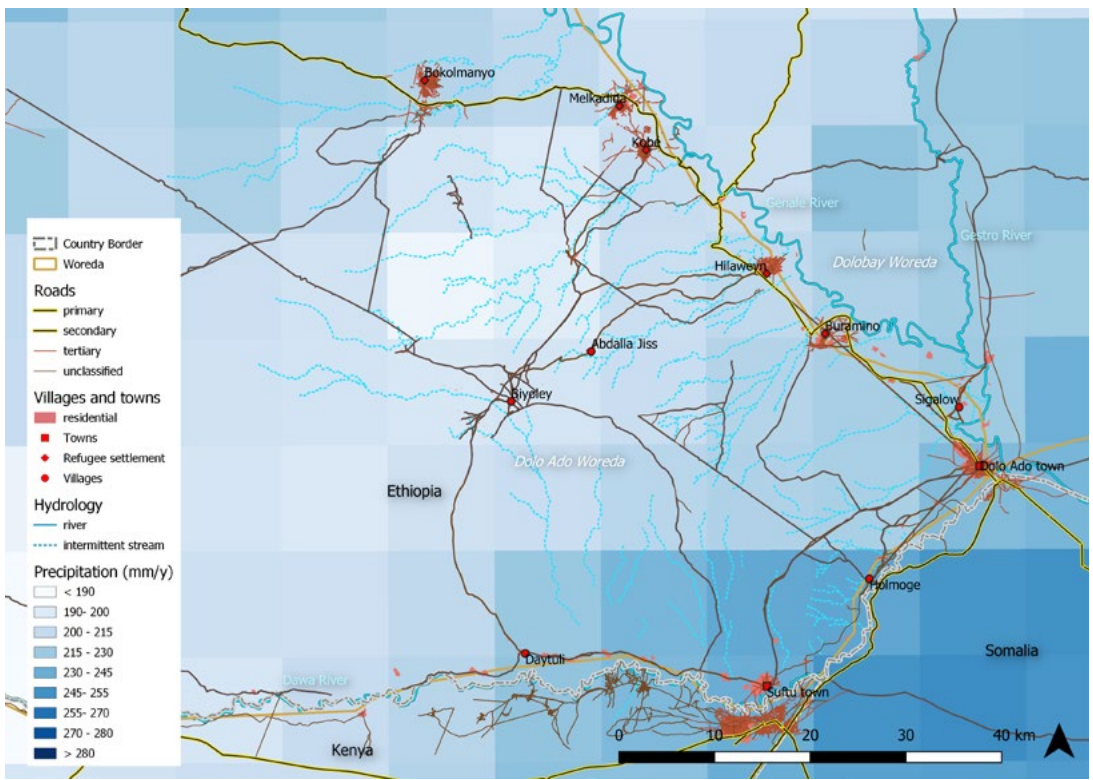 Bokolmanyo
Melkadida
Kobe
Genale River
Gestro River
Dolobay Woreda
Hilaweyn
Buramino
Abdalla Jiss
Biyoley
Sigalow
Dolo Ado Woreda
Dolo Ado town
Ethiopia
Holmoge
Somalia
Daytuli
Dawa River
Suftu town
Kenya
0 10 20 30 40 km
Country Border
Woreda
Roads
primary
secondary
tertiary
unclassified
Villages and towns
residential
Towns
Refugee settlement
Villages
Hydrology
river
intermittent stream
Precipitation (mm/y)
< 190
190- 200
200 - 215
215 - 230
230 - 245
245 - 255
255- 270
270 - 280
> 280